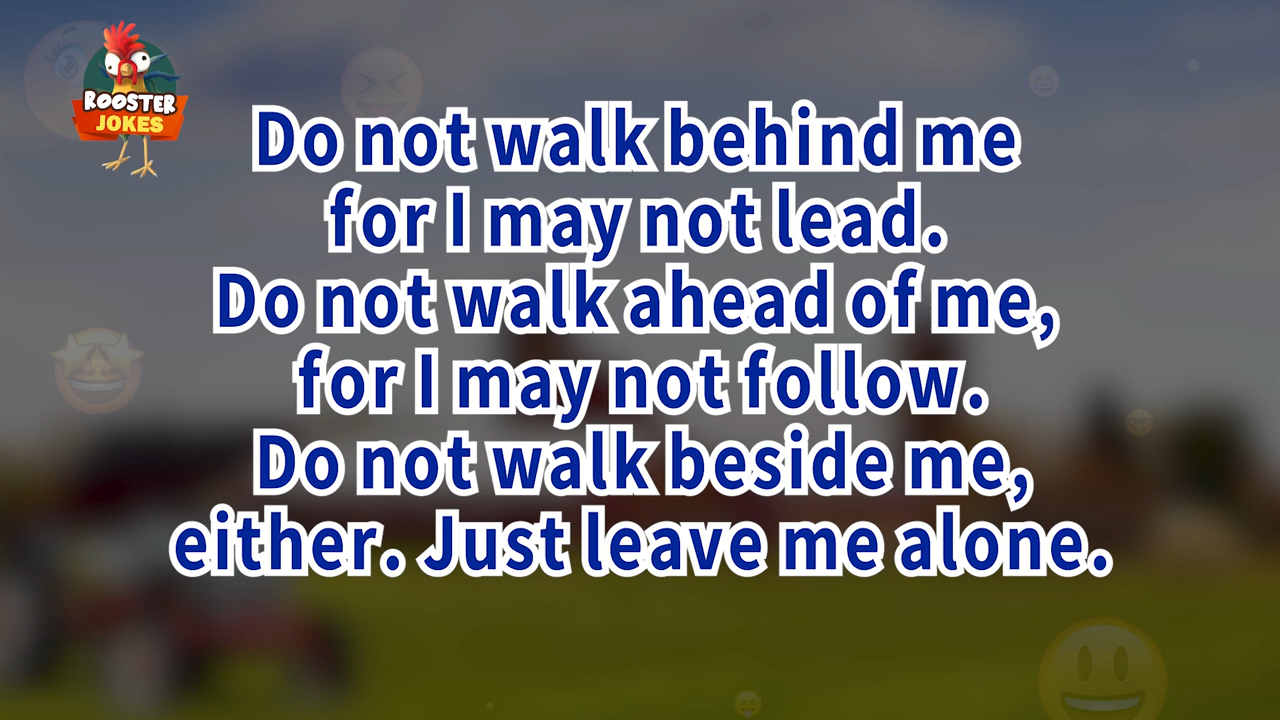 ROOSTER
JOKES
Do not walk behind me
for I may not lead.
Do not walk ahead of me,
for I may not follow.
Do not walk beside me,
either. Just leave me alone.